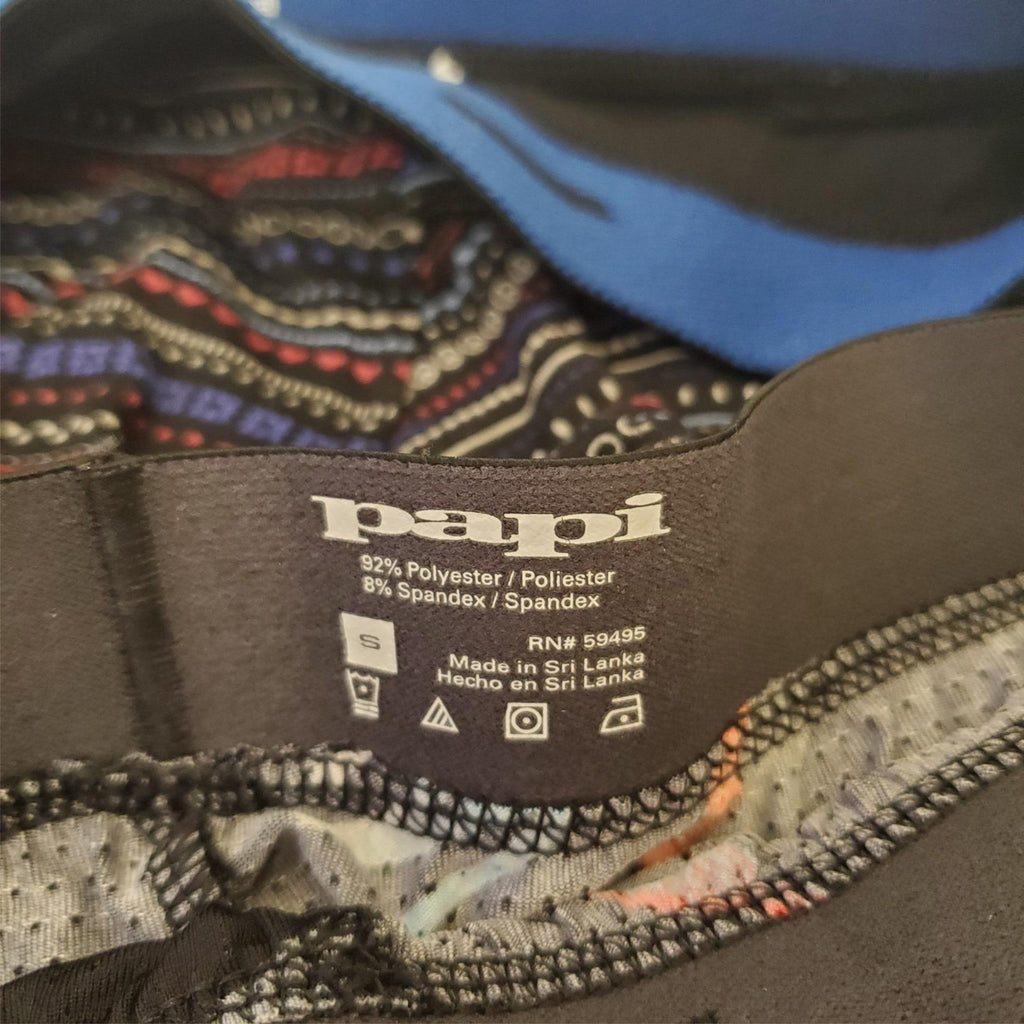 papi
92% Polyester / Poliester
8% Spandex / Spandex
S
RN# 59495
Made in Sri Lanka
Hecho en Sri Lanka